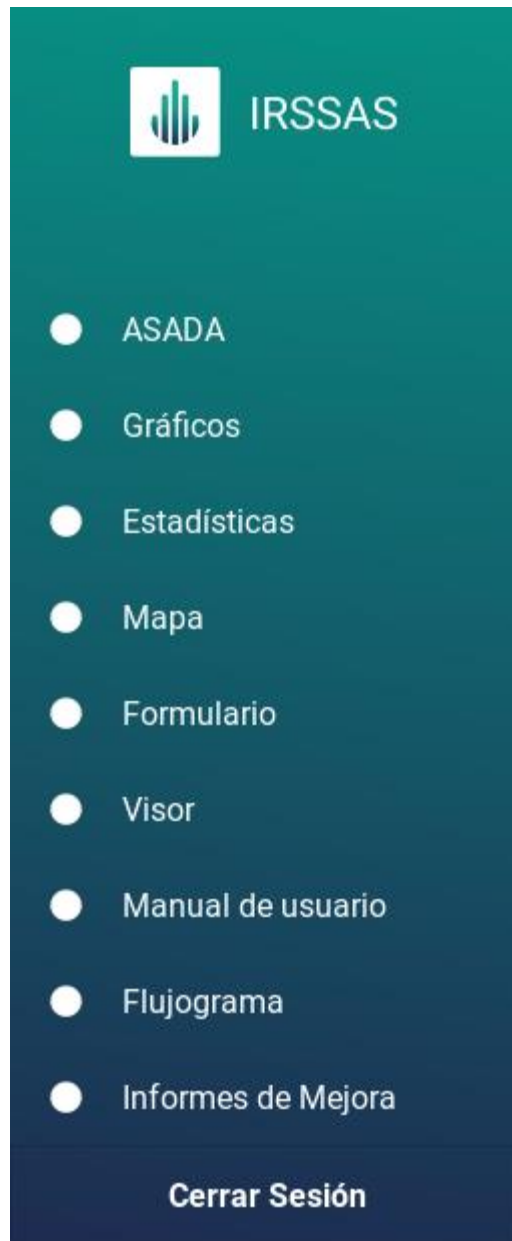 IRSSAS
ASADA
Gráficos
Estadísticas
Mapa
Formulario
Visor
Manual de usuario
Flujograma
Informes de Mejora
Cerrar Sesión